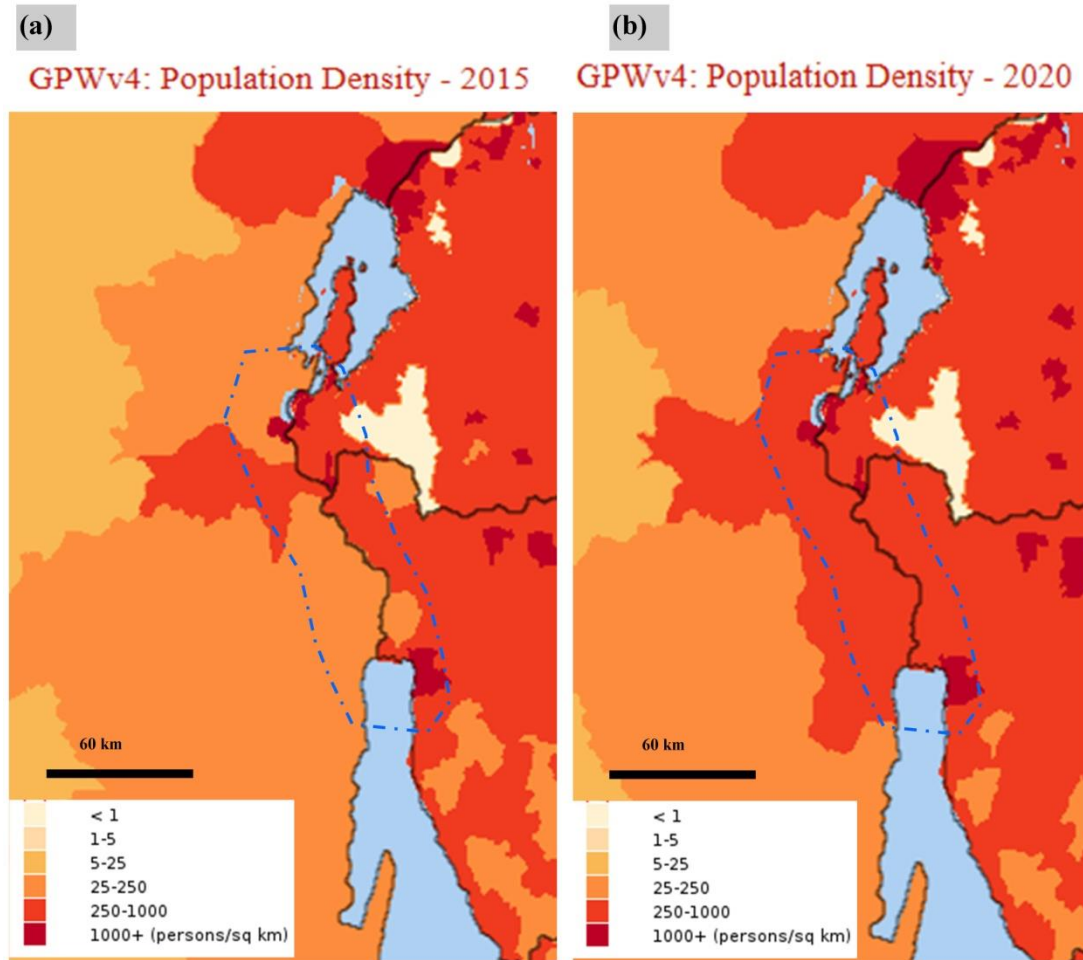 (a)
GPWv4: Population Density - 2015
60 km
< 1
1-5
5-25
25-250
250-1000
1000+ (persons/sq km)
(b)
GPWv4: Population Density - 2020
60 km
< 1
1-5
5-25
25-250
250-1000
1000+ (persons/sq km)